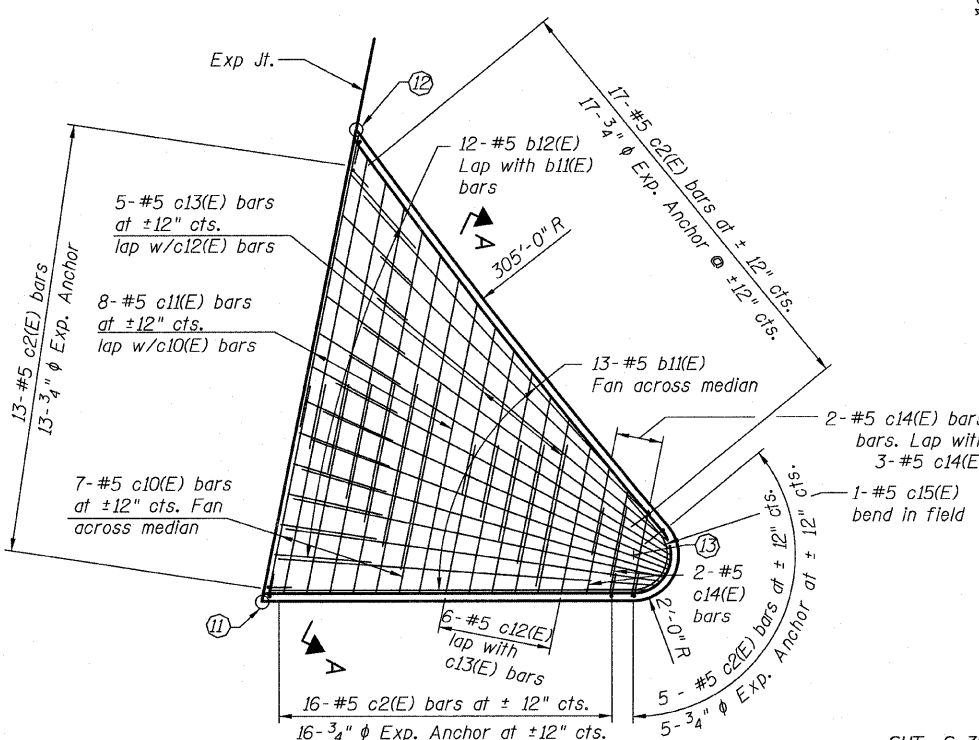 Exp Jt.
12
12-#5 b12(E)
Lap with b11(E)
bars
A
305'-0" R
17-#5 c2(E) bars at ± 12" cts.
17-3/4" ϕ Exp. Anchor @ ±12" cts.
5-#5 c13(E) bars
at ±12" cts.
lap w/c12(E) bars
13-#5 c2(E) bars
13-3/4" ϕ Exp. Anchor
8-#5 c11(E) bars
at ±12" cts.
lap w/c10(E) bars
13-#5 b11(E)
Fan across median
2-#5 c14(E) bars
bars. Lap with
3-#5 c14(E
7-#5 c10(E) bars
at ±12" cts. Fan
across median
1-#5 c15(E)
bend in field
13
2-#5
c14(E)
bars
11
A
6-#5 c12(E)
lap with
c13(E) bars
2'-0" R
5 - #5 c2(E) bars at ± 12" cts.
5-3/4" ϕ Exp. Anchor at ± 12" cts.
16-#5 c2(E) bars at ± 12" cts.
16-3/4" ϕ Exp. Anchor at ±12" cts.